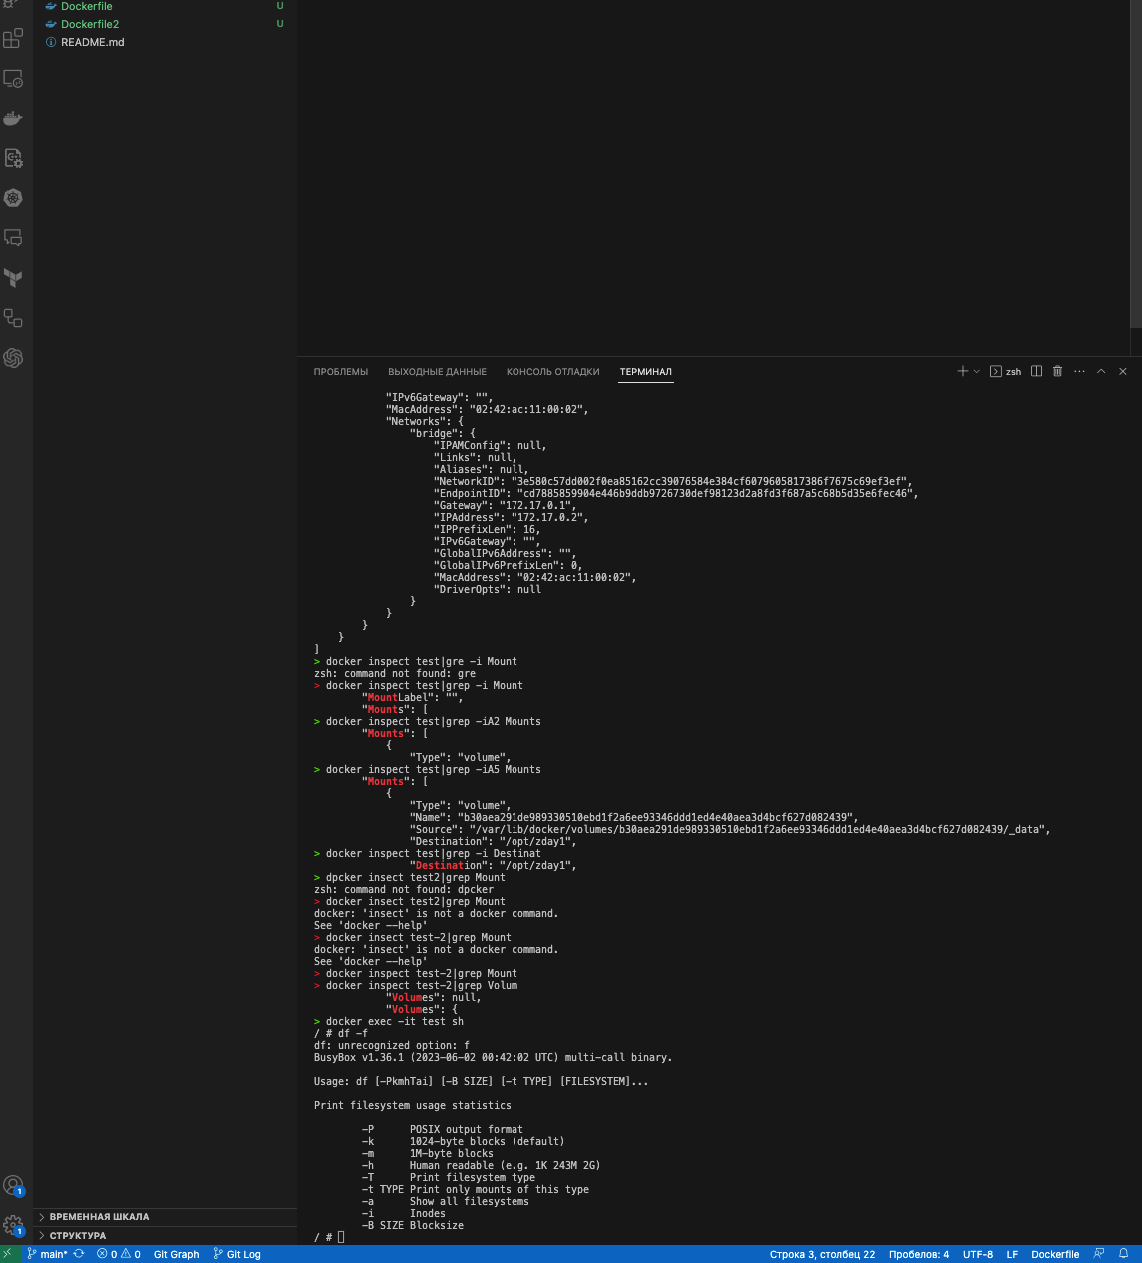 Dockerfile U
Dockerfile2 U
README.md
ПРОБЛЕМЫ ВЫХОДНЫЕ ДАННЫЕ КОНСОЛЬ ОТЛАДКИ ТЕРМИНАЛ zsh
"IPv6Gateway": "",
"MacAddress": "02:42:ac:11:00:02",
"Networks": {
"bridge": {
"IPAMConfig": null,
"Links": null,
"Aliases": null,
"NetworkID": "3e580c57dd002f0ea85162cc39076584e384cf6079605817386f7675c69ef3ef",
"EndpointID": "cd7885859904e446b9ddb9726730def98123d2a8fd3f687a5c68b5d35e6fec46",
"Gateway": "172.17.0.1",
"IPAddress": "172.17.0.2",
"IPPrefixLen": 16,
"IPv6Gateway": "",
"GlobalIPv6Address": "",
"GlobalIPv6PrefixLen": 0,
"MacAddress": "02:42:ac:11:00:02",
"DriverOpts": null
}
}
}
}
]
> docker inspect test|gre -i Mount
zsh: command not found: gre
> docker inspect test|grep -i Mount
"MountLabel": "",
"Mounts": [
> docker inspect test|grep -iA2 Mounts
"Mounts": [
{
"Type": "volume",
> docker inspect test|grep -iA5 Mounts
"Mounts": [
{
"Type": "volume",
"Name": "b30aea291de989330510ebd1f2a6ee93346ddd1ed4e40aea3d4bcf627d082439",
"Source": "/var/lib/docker/volumes/b30aea291de989330510ebd1f2a6ee93346ddd1ed4e40aea3d4bcf627d082439/_data",
"Destination": "/opt/zday1",
> docker inspect test|grep -i Destinat
"Destination": "/opt/zday1",
> dpcker insect test2|grep Mount
zsh: command not found: dpcker
> docker insect test2|grep Mount
docker: 'insect' is not a docker command.
See 'docker --help'
> docker insect test-2|grep Mount
docker: 'insect' is not a docker command.
See 'docker --help'
> docker inspect test-2|grep Mount
> docker inspect test-2|grep Volum
"Volumes": null,
"Volumes": {
> docker exec -it test sh
/ # df -f
df: unrecognized option: f
BusyBox v1.36.1 (2023-06-02 00:42:02 UTC) multi-call binary.
Usage: df [-PkmhTai] [-B SIZE] [-t TYPE] [FILESYSTEM]...
Print filesystem usage statistics
-P POSIX output format
-k 1024-byte blocks (default)
-m 1M-byte blocks
-h Human readable (e.g. 1K 243M 2G)
-T Print filesystem type
-t TYPE Print only mounts of this type
-a Show all filesystems
-i Inodes
-B SIZE Blocksize
/ #
1
1
ВРЕМЕННАЯ ШКАЛА
СТРУКТУРА
main* 0 0 Git Graph Git Log Строка 3, столбец 22 Пробелов: 4 UTF-8 LF Dockerfile